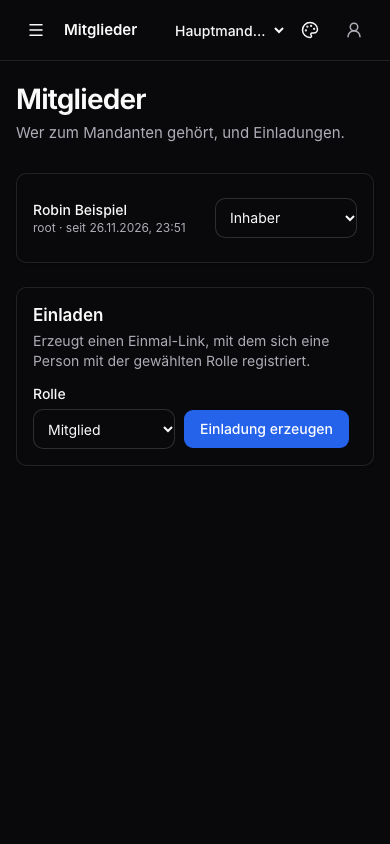 Mitglieder
Hauptmand...
Mitglieder
Wer zum Mandanten gehört, und Einladungen.
Robin Beispiel
root · seit 26.11.2026, 23:51
Inhaber
Einladen
Erzeugt einen Einmal-Link, mit dem sich eine
Person mit der gewählten Rolle registriert.
Rolle
Mitglied
Einladung erzeugen